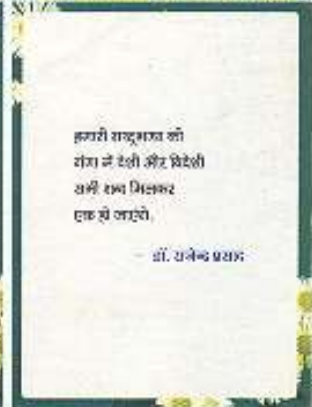 हमारी राष्ट्रभाषा की
गंगा में देशी और विदेशी
सभी शब्द मिलकर
एक हो जाएंगे.
- डॉ. राजेन्द्र प्रसाद